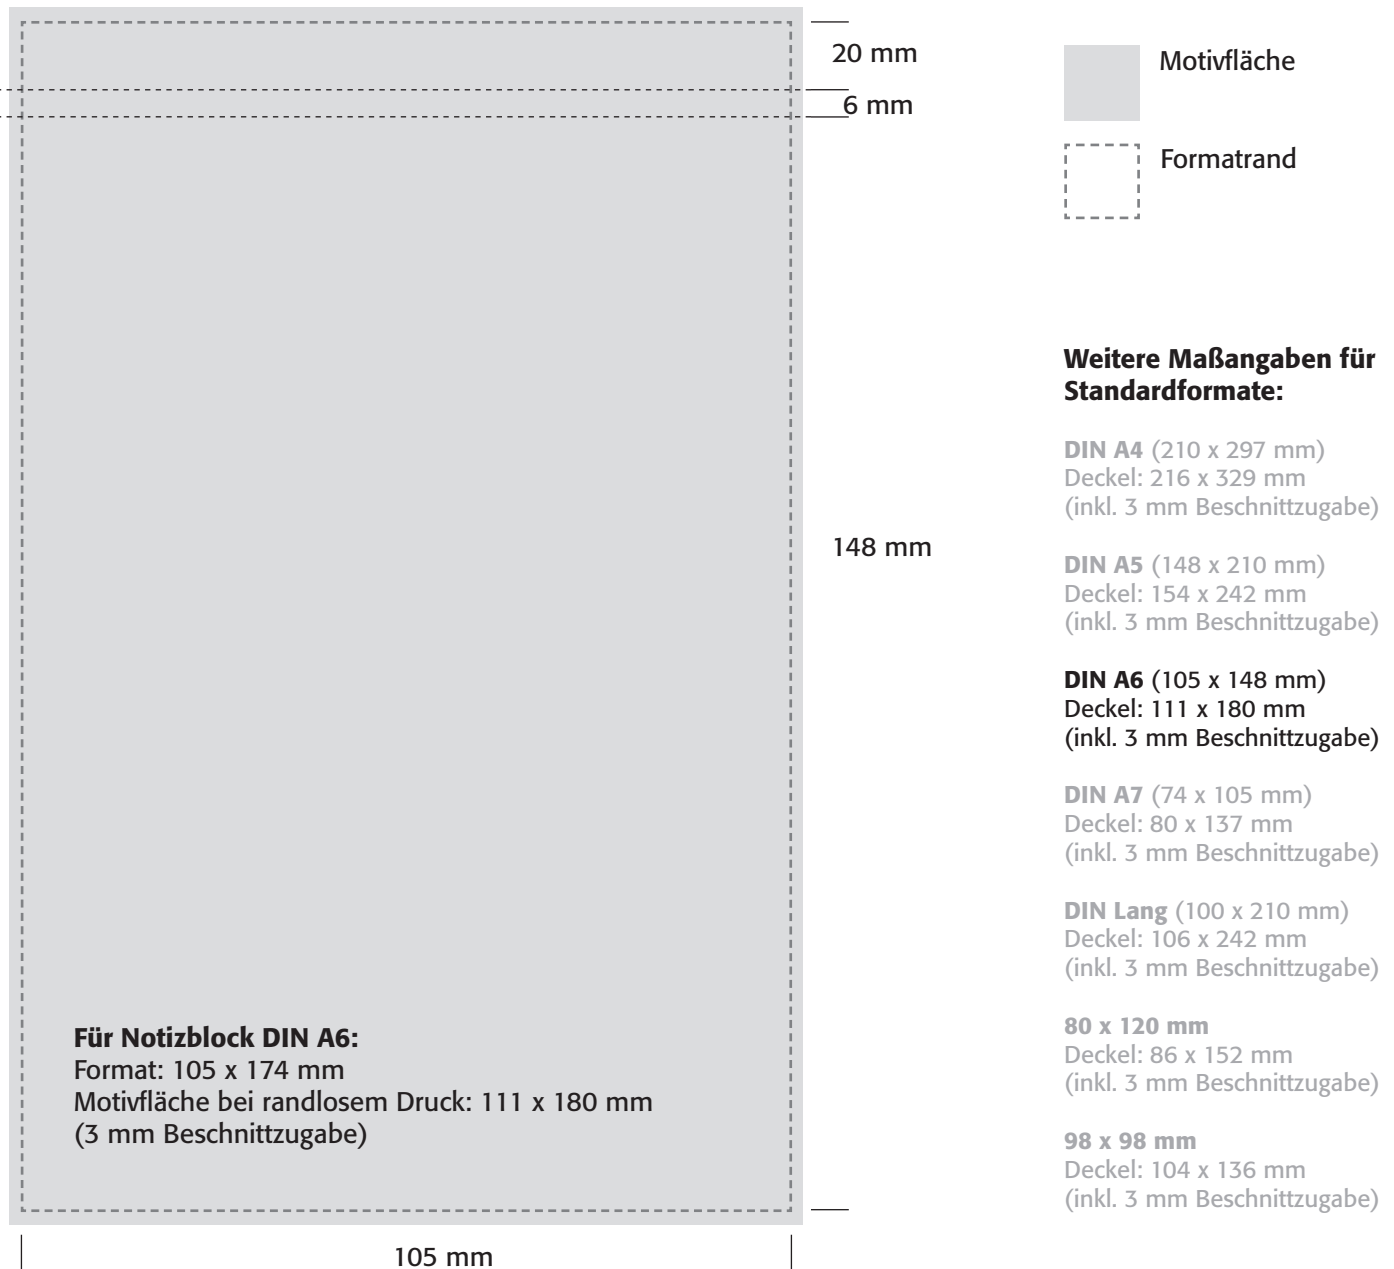 20 mm
6 mm
148 mm
Für Notizblock DIN A6:
Format: 105 x 174 mm
Motivfläche bei randlosem Druck: 111 x 180 mm
(3 mm Beschnittzugabe)
105 mm
Motivfläche
Formatrand
Weitere Maßangaben für
Standardformate:
DIN A4 (210 x 297 mm)
Deckel: 216 x 329 mm
(inkl. 3 mm Beschnittzugabe)
DIN A5 (148 x 210 mm)
Deckel: 154 x 242 mm
(inkl. 3 mm Beschnittzugabe)
DIN A6 (105 x 148 mm)
Deckel: 111 x 180 mm
(inkl. 3 mm Beschnittzugabe)
DIN A7 (74 x 105 mm)
Deckel: 80 x 137 mm
(inkl. 3 mm Beschnittzugabe)
DIN Lang (100 x 210 mm)
Deckel: 106 x 242 mm
(inkl. 3 mm Beschnittzugabe)
80 x 120 mm
Deckel: 86 x 152 mm
(inkl. 3 mm Beschnittzugabe)
98 x 98 mm
Deckel: 104 x 136 mm
(inkl. 3 mm Beschnittzugabe)